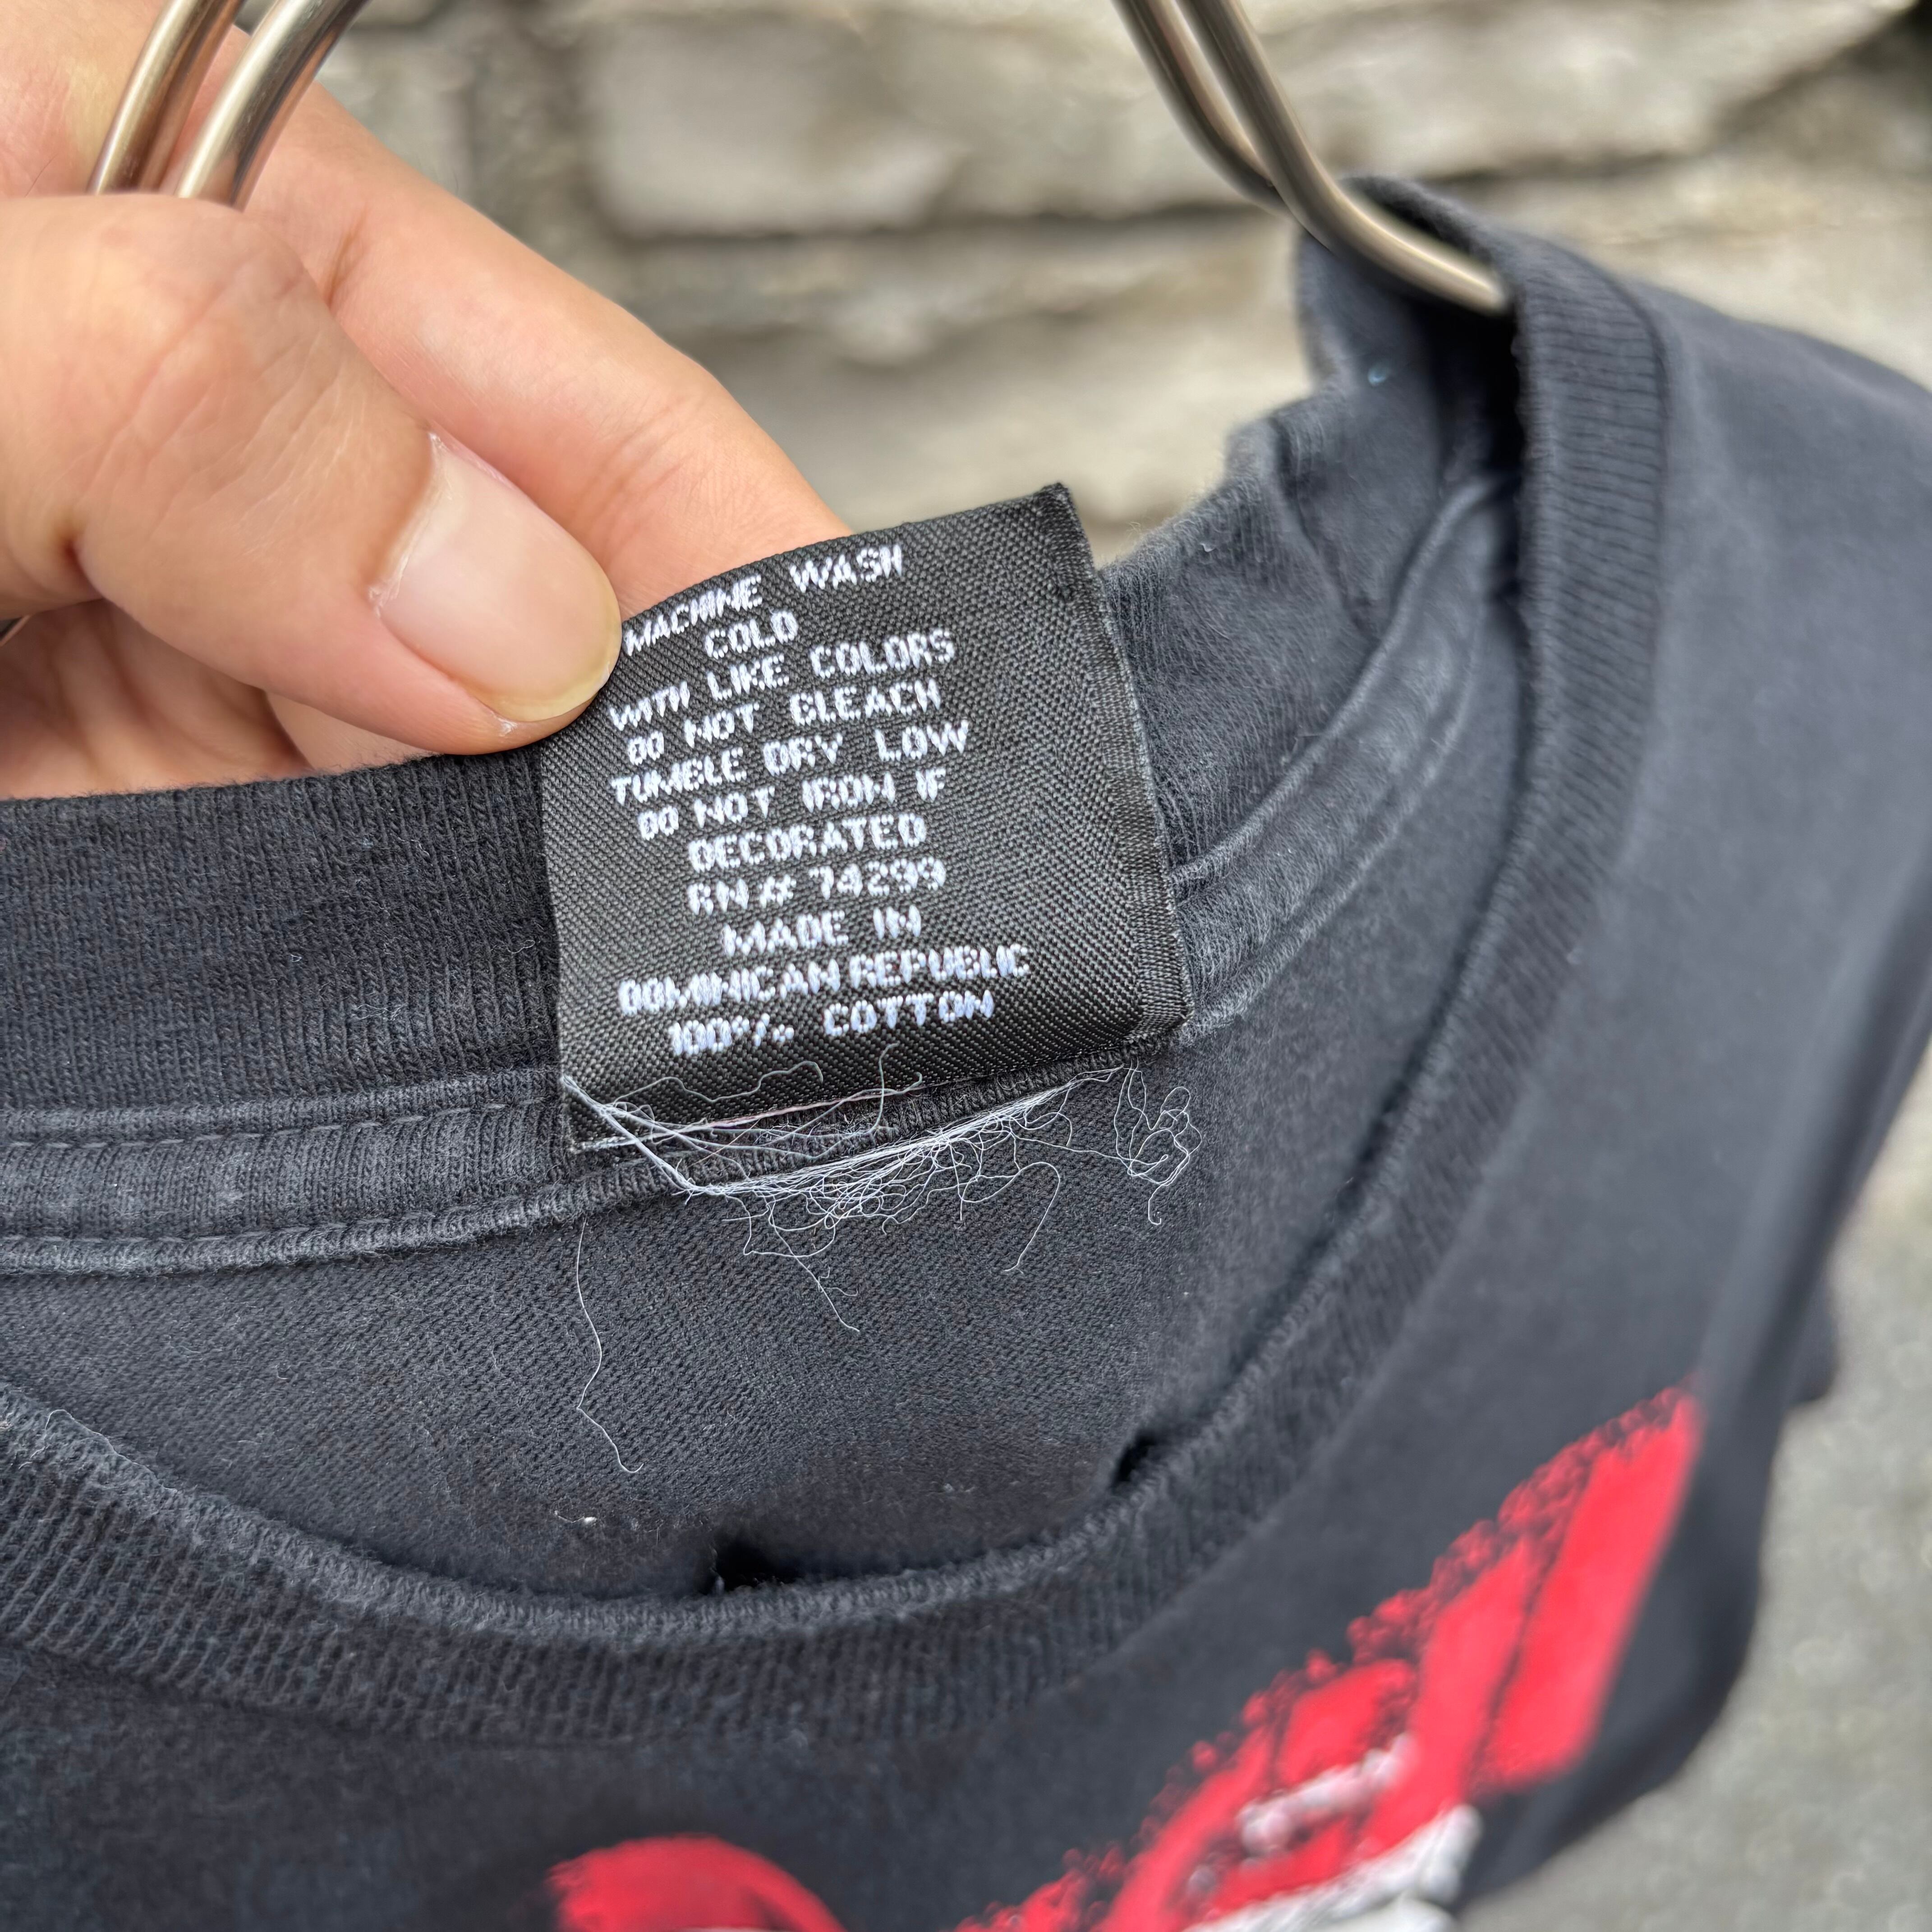 MACHINE WASH
COLD
WITH LIKE COLORS
DO NOT BLEACH
TUMBLE DRY LOW
DO NOT IRON IF
DECORATED
RN# 74299
MADE IN
DOMINICAN REPUBLIC
100% COTTON